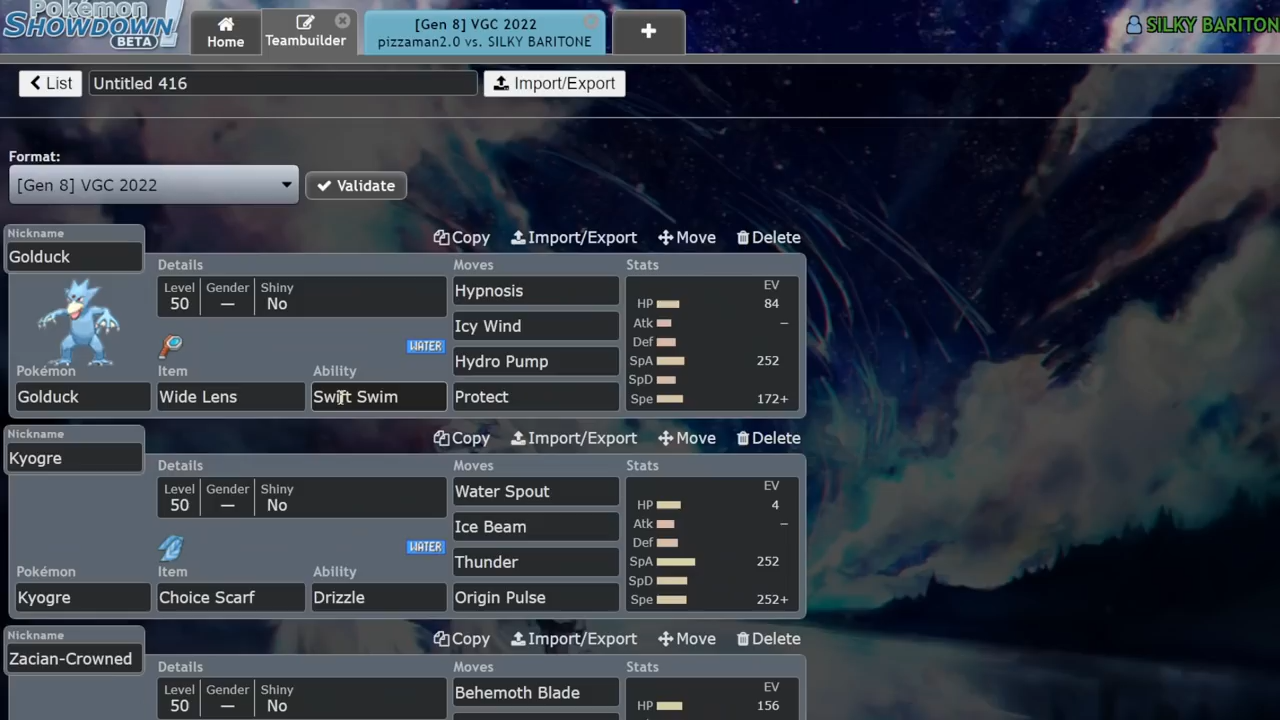 Pokémon
SHOWDOWN!
BETA
Home
Teambuilder
[Gen 8] VGC 2022
pizzaman2.0 vs. SILKY BARITONE
SILKY BARITON
List
Untitled 416
Import/Export
Format:
[Gen 8] VGC 2022
Validate
Nickname
Golduck
Copy
Import/Export
Move
Delete
Details
Moves
Stats
Level
50
Gender
—
Shiny
No
WATER
Pokémon
Golduck
Item
Wide Lens
Ability
Swift Swim
Hypnosis
Icy Wind
Hydro Pump
Protect
EV
HP 84
Atk –
Def
SpA 252
SpD
Spe 172+
Nickname
Kyogre
Copy
Import/Export
Move
Delete
Details
Moves
Stats
Level
50
Gender
—
Shiny
No
WATER
Pokémon
Kyogre
Item
Choice Scarf
Ability
Drizzle
Water Spout
Ice Beam
Thunder
Origin Pulse
EV
HP 4
Atk –
Def
SpA 252
SpD
Spe 252+
Nickname
Zacian-Crowned
Copy
Import/Export
Move
Delete
Details
Moves
Stats
Level
50
Gender
—
Shiny
No
Behemoth Blade
EV
HP 156